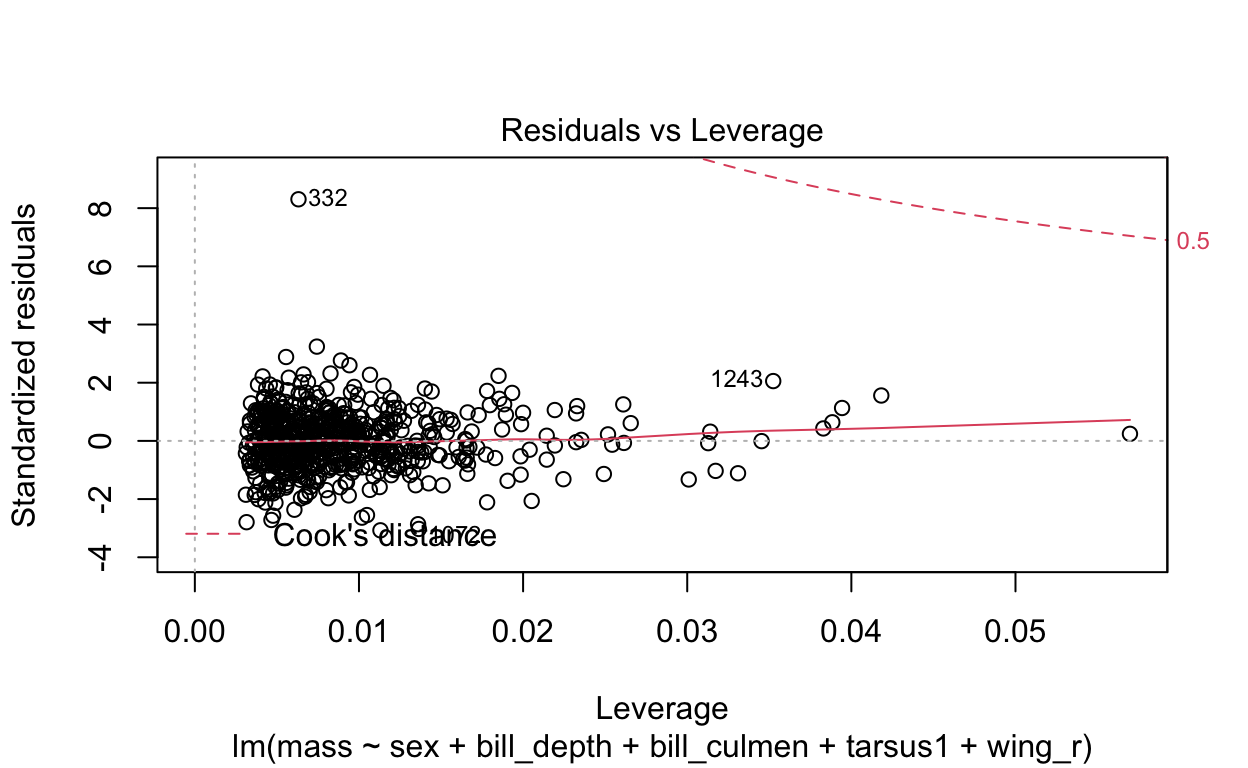 Residuals vs Leverage
Standardized residuals
8
6
4
2
0
-2
-4
332
1243
1072
Cook's distance
0.5
0.00 0.01 0.02 0.03 0.04 0.05
Leverage
lm(mass ~ sex + bill_depth + bill_culmen + tarsus1 + wing_r)